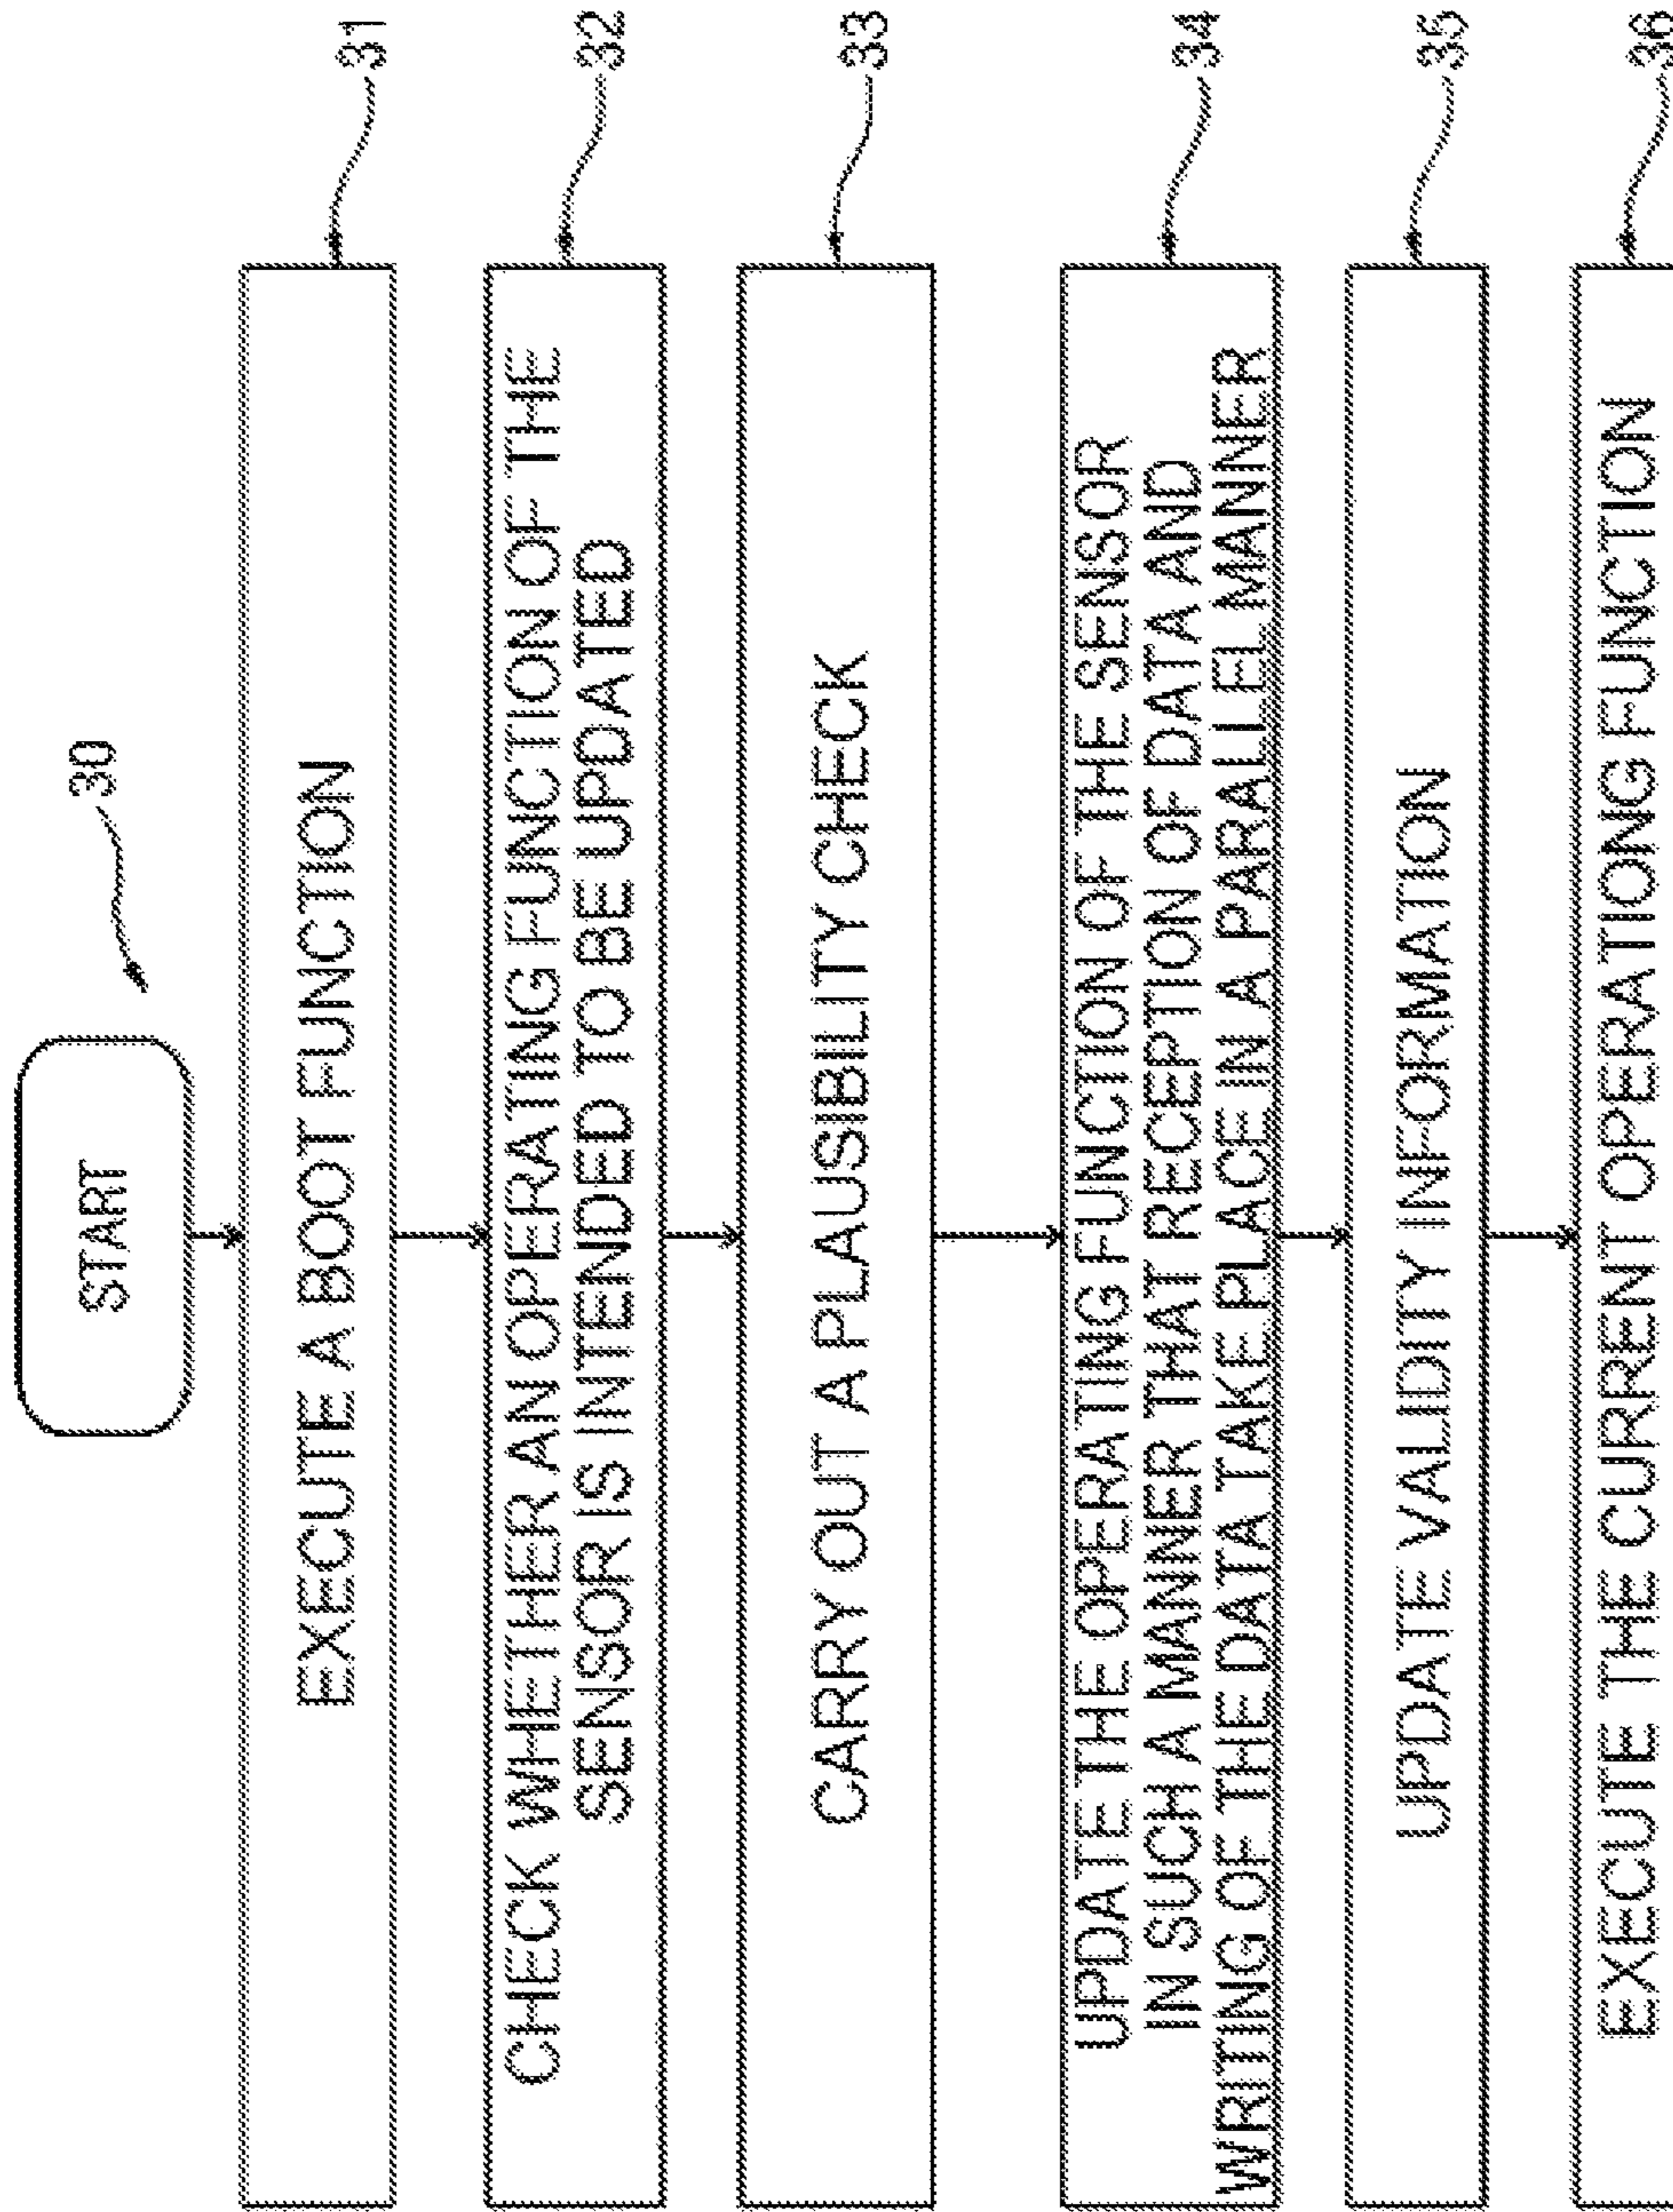 30
START
EXECUTE A BOOT FUNCTION
31
CHECK WHETHER AN OPERATING FUNCTION OF THE
SENSOR IS INTENDED TO BE UPDATED
32
CARRY OUT A PLAUSIBILITY CHECK
33
UPDATE THE OPERATING FUNCTION OF THE SENSOR
IN SUCH A MANNER THAT RECEPTION OF DATA AND
WRITING OF THE DATA TAKE PLACE IN A PARALLEL MANNER
34
UPDATE VALIDITY INFORMATION
35
EXECUTE THE CURRENT OPERATIONG FUNCTION
36